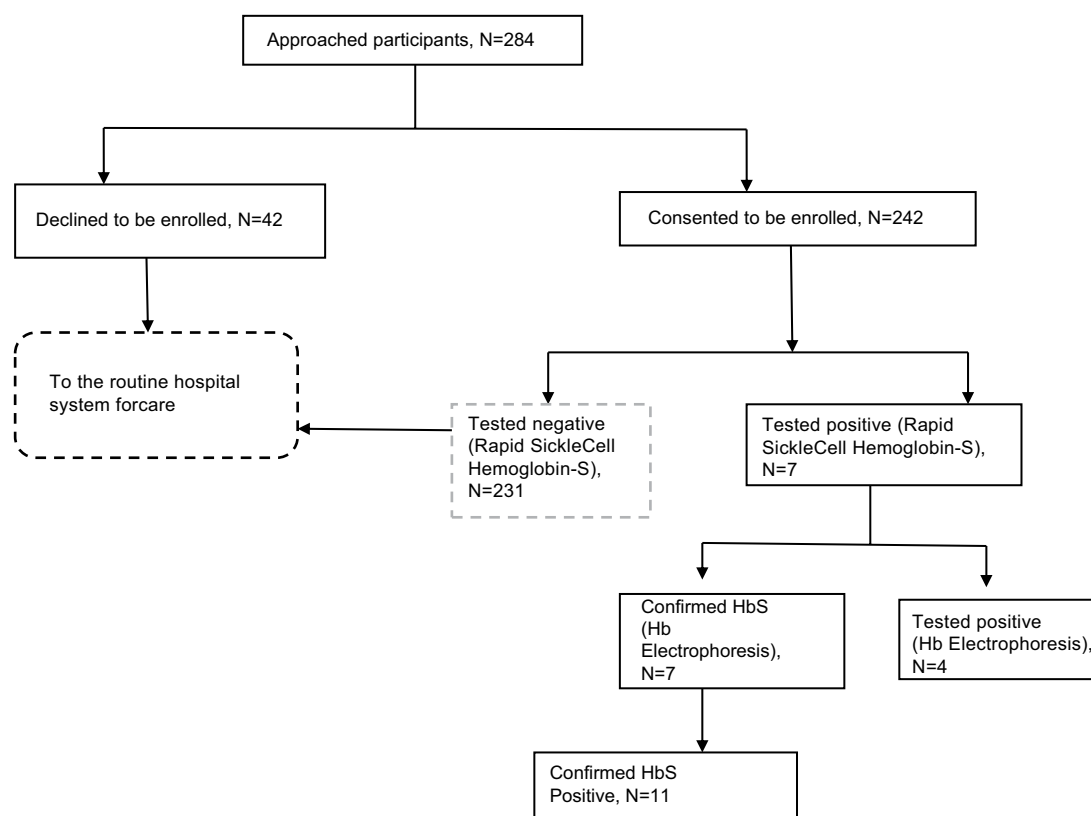 Approached participants, N=284
Declined to be enrolled, N=42
Consented to be enrolled, N=242
To the routine hospital
system forcare
Tested negative
(Rapid SickleCell
Hemoglobin-S),
N=231
Tested positive (Rapid
SickleCell Hemoglobin-S),
N=7
Confirmed HbS
(Hb
Electrophoresis),
N=7
Tested positive
(Hb Electrophoresis),
N=4
Confirmed HbS
Positive, N=11